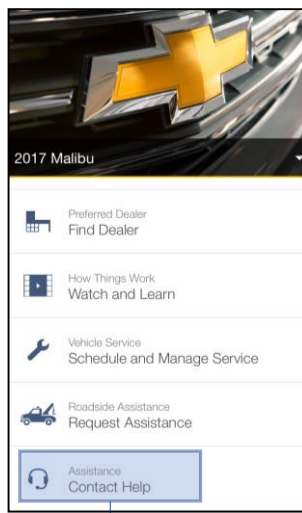 2017 Malibu
Preferred Dealer
Find Dealer
How Things Work
Watch and Learn
Vehicle Service
Schedule and Manage Service
Roadside Assistance
Request Assistance
Assistance
Contact Help